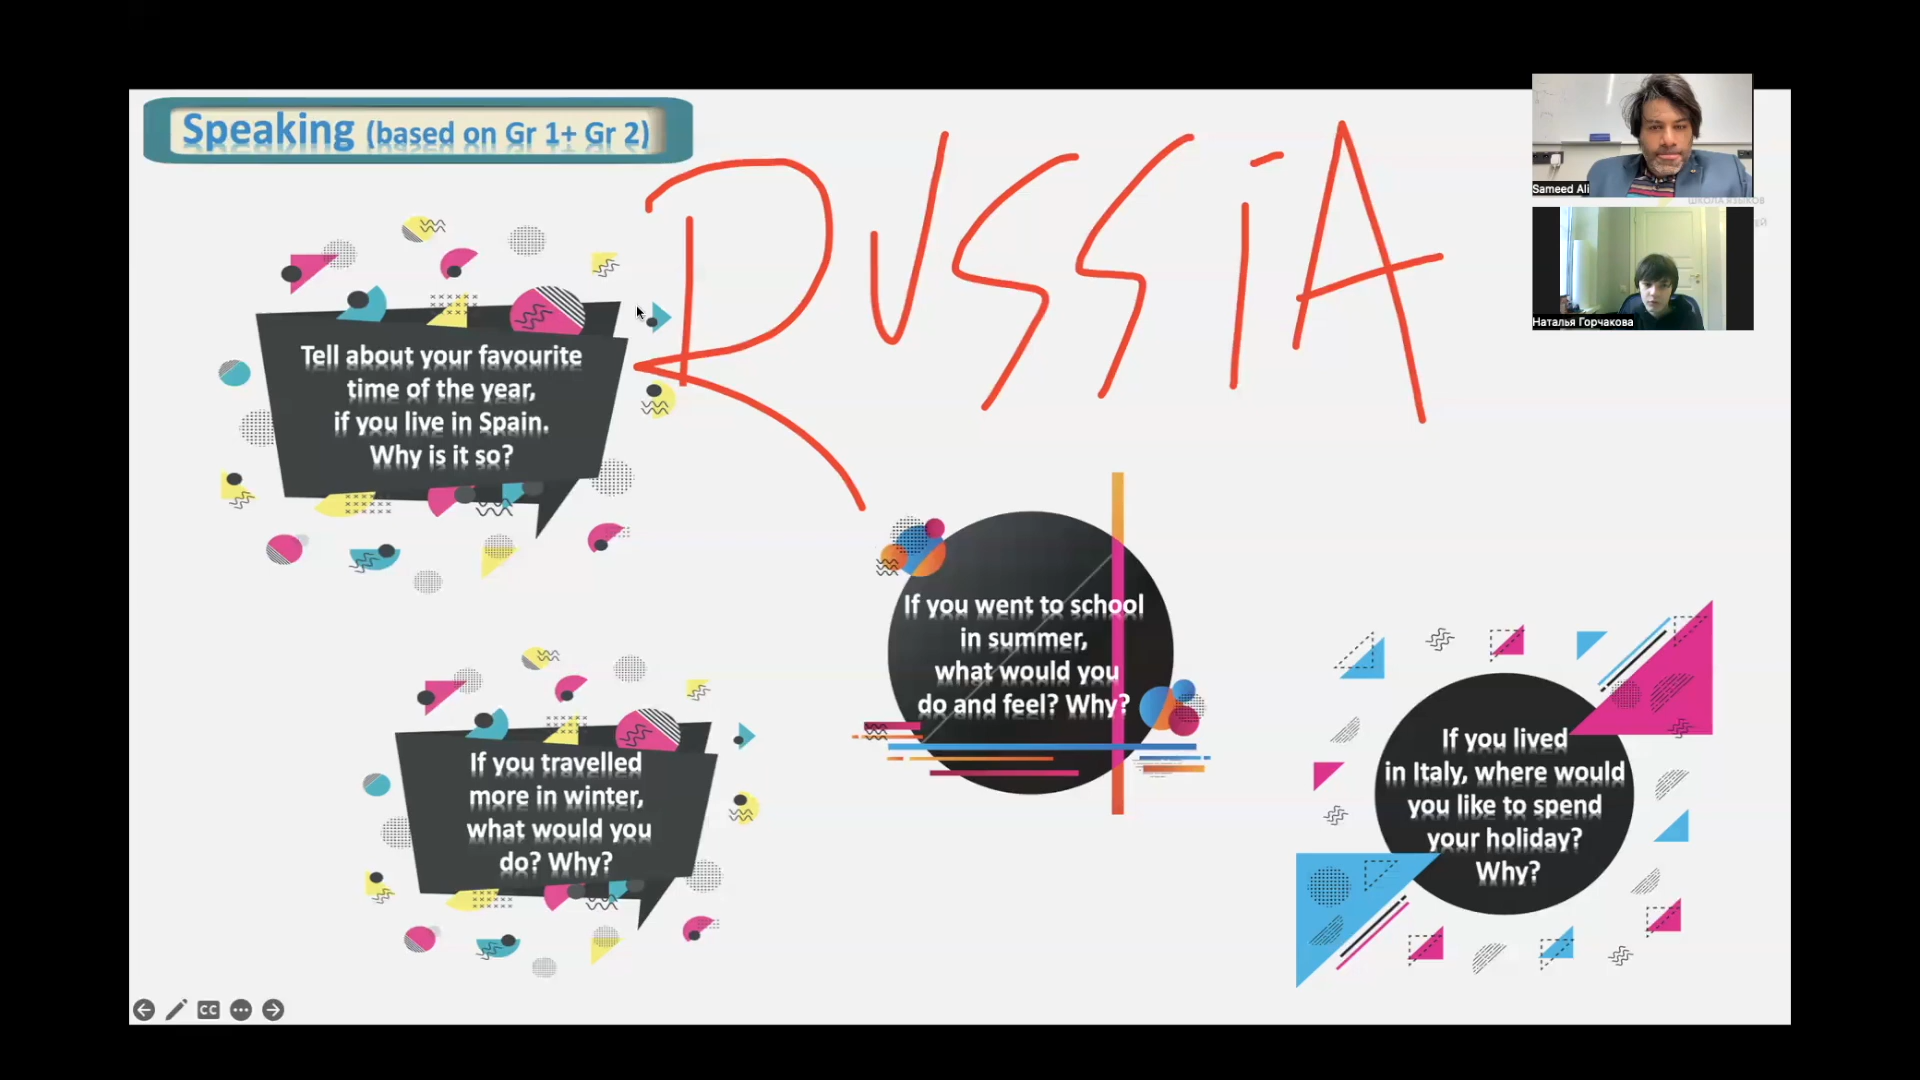 Speaking (based on Gr 1+ Gr 2)
RUSSiA
Sameed Ali
ШКОЛА ЯЗЫКОВ
Наталья Горчакова
Tell about your favourite
time of the year,
if you live in Spain.
Why is it so?
If you went to school
in summer,
what would you
do and feel? Why?
If you travelled
more in winter,
what would you
do? Why?
If you lived
in Italy, where would
you like to spend
your holiday?
Why?
CC